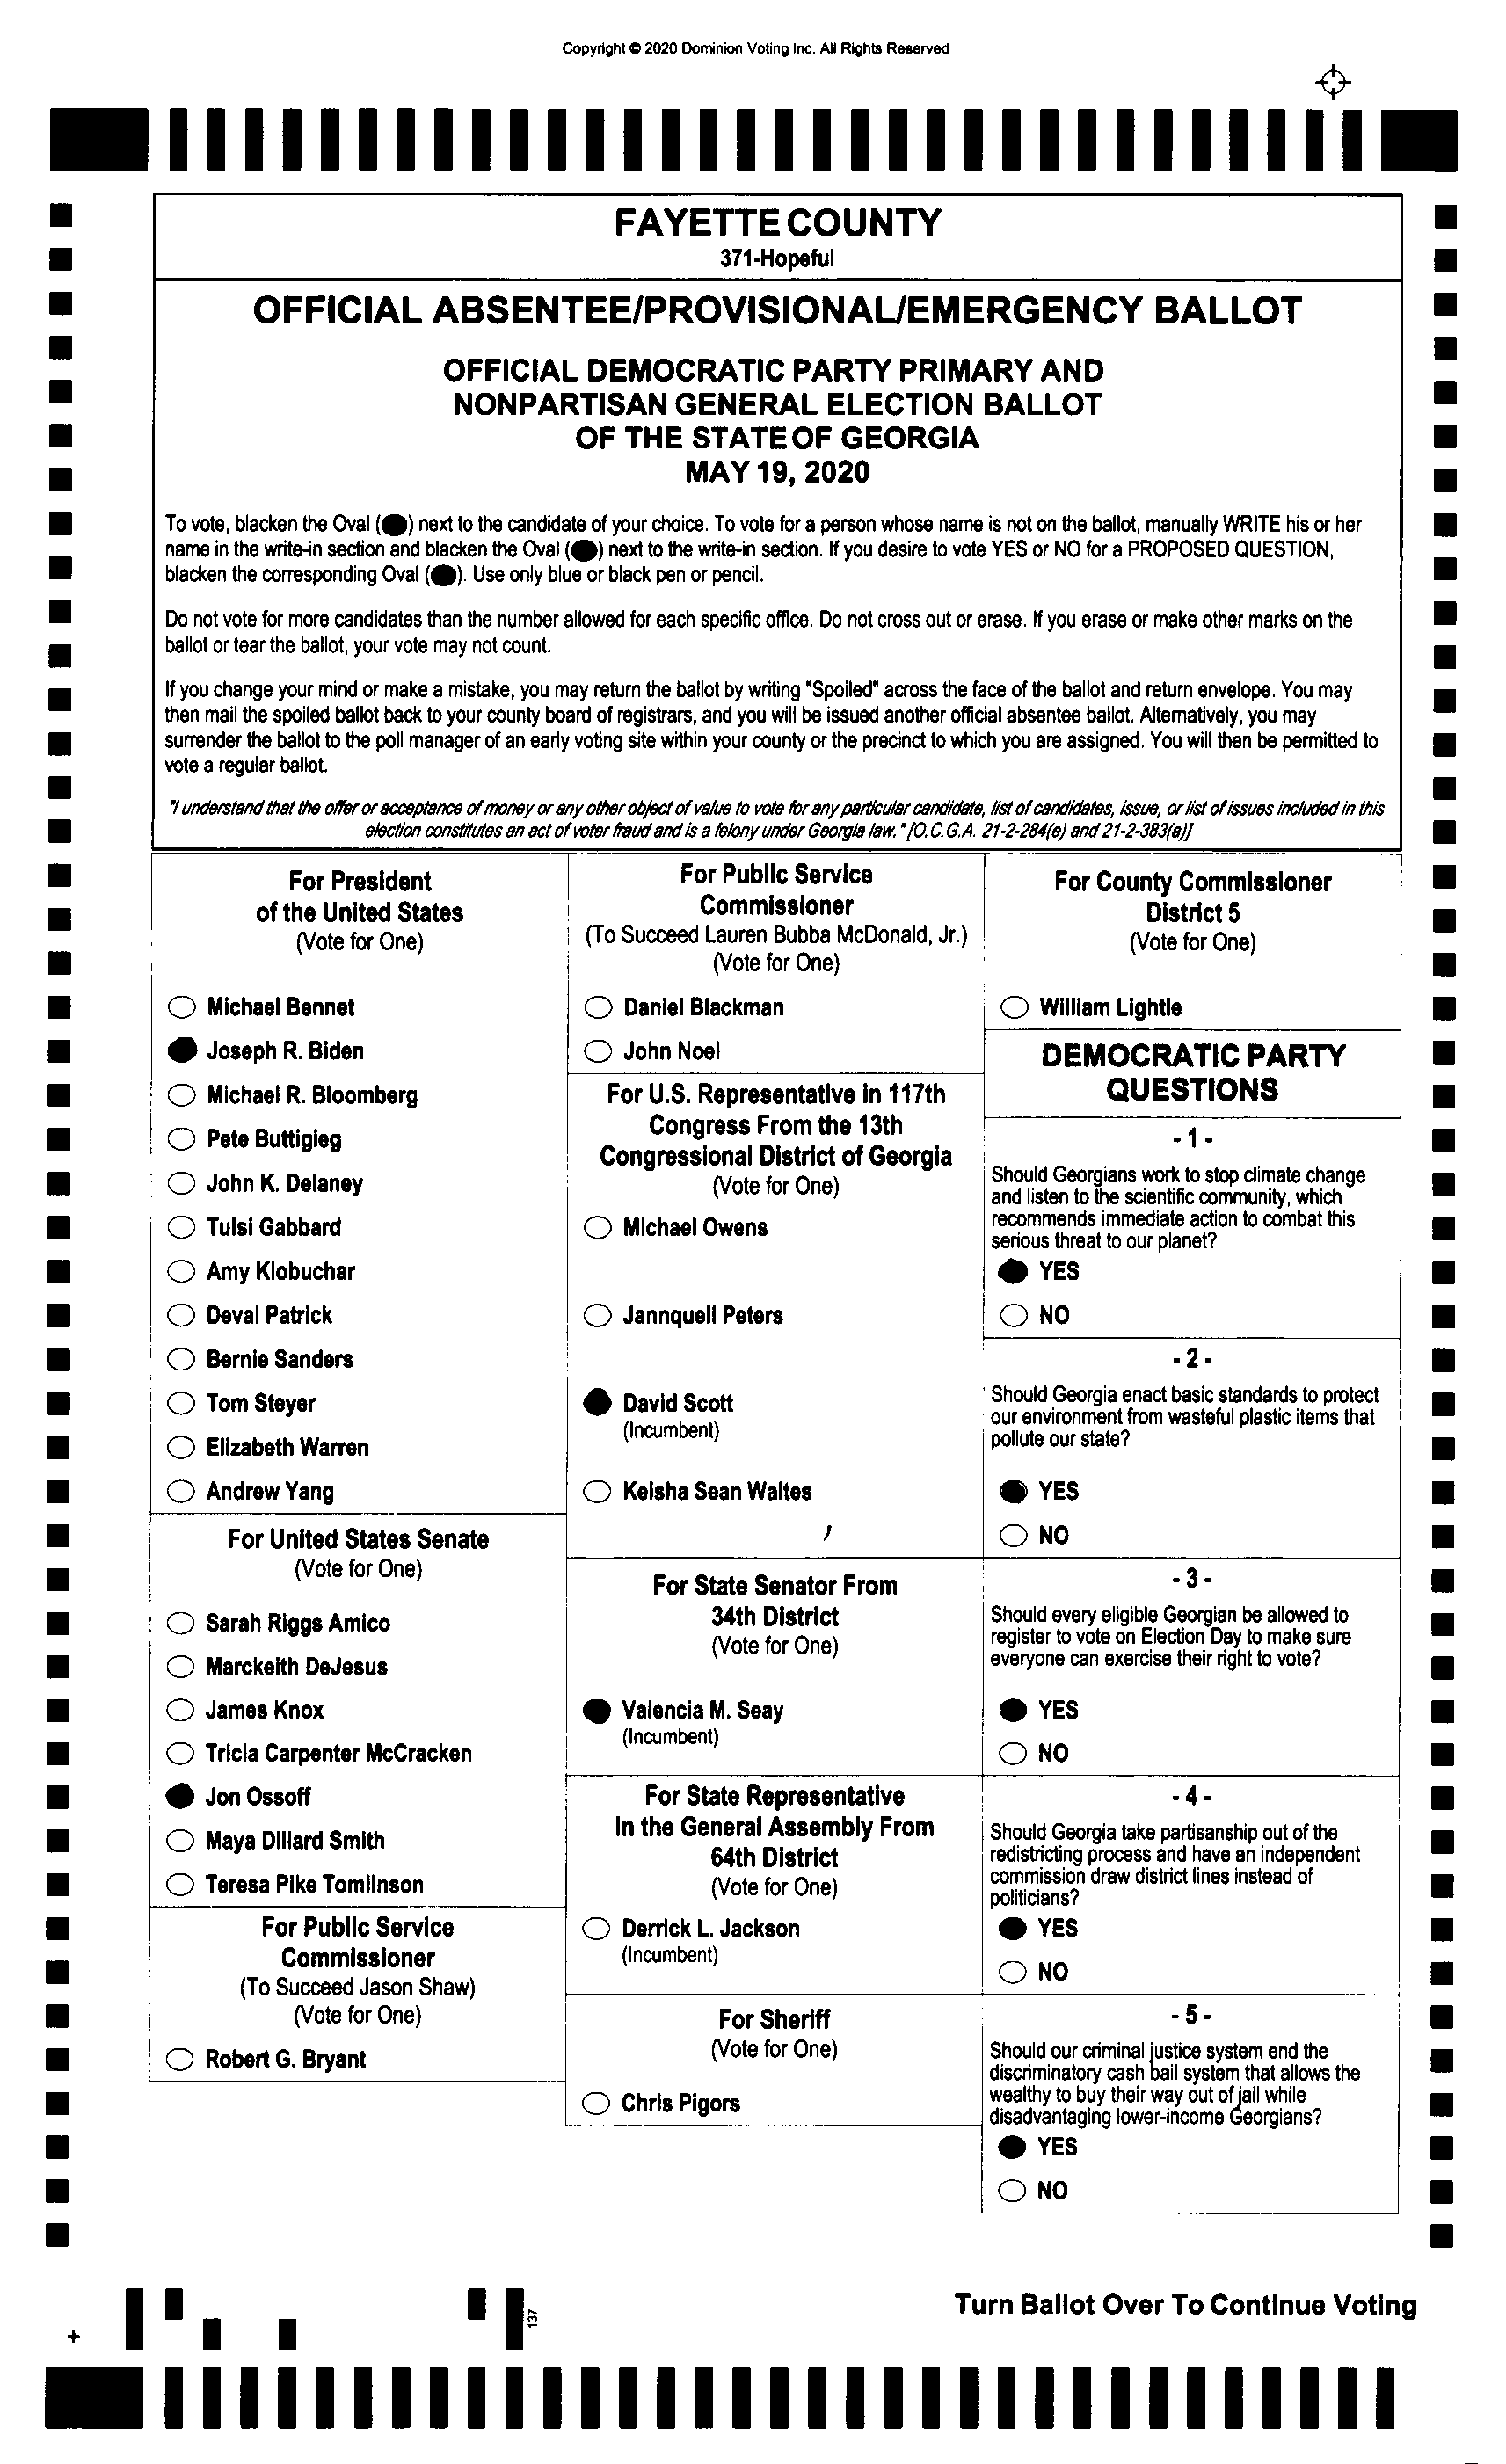 Copyright © 2020 Dominion Voting Inc. All Rights Reserved
FAYETTE COUNTY
371-Hopeful
OFFICIAL ABSENTEE/PROVISIONAL/EMERGENCY BALLOT
OFFICIAL DEMOCRATIC PARTY PRIMARY AND
NONPARTISAN GENERAL ELECTION BALLOT
OF THE STATE OF GEORGIA
MAY 19, 2020
To vote, blacken the Oval (⬬) next to the candidate of your choice. To vote for a person whose name is not on the ballot, manually WRITE his or her
name in the write-in section and blacken the Oval (⬬) next to the write-in section. If you desire to vote YES or NO for a PROPOSED QUESTION,
blacken the corresponding Oval (⬬). Use only blue or black pen or pencil.
Do not vote for more candidates than the number allowed for each specific office. Do not cross out or erase. If you erase or make other marks on the
ballot or tear the ballot, your vote may not count.
If you change your mind or make a mistake, you may return the ballot by writing "Spoiled" across the face of the ballot and return envelope. You may
then mail the spoiled ballot back to your county board of registrars, and you will be issued another official absentee ballot. Alternatively, you may
surrender the ballot to the poll manager of an early voting site within your county or the precinct to which you are assigned. You will then be permitted to
vote a regular ballot.
"I understand that the offer or acceptance of money or any other object of value to vote for any particular candidate, list of candidates, issue, or list of issues included in this
election constitutes an act of voter fraud and is a felony under Georgia law." [O.C.G.A. 21-2-284(e) and 21-2-383(a)]
For President
of the United States
(Vote for One)
Michael Bennet
Joseph R. Biden
Michael R. Bloomberg
Pete Buttigieg
John K. Delaney
Tulsi Gabbard
Amy Klobuchar
Deval Patrick
Bernie Sanders
Tom Steyer
Elizabeth Warren
Andrew Yang
For United States Senate
(Vote for One)
Sarah Riggs Amico
Marckeith DeJesus
James Knox
Tricia Carpenter McCracken
Jon Ossoff
Maya Dillard Smith
Teresa Pike Tomlinson
For Public Service
Commissioner
(To Succeed Jason Shaw)
(Vote for One)
Robert G. Bryant
For Public Service
Commissioner
(To Succeed Lauren Bubba McDonald, Jr.)
(Vote for One)
Daniel Blackman
John Noel
For U.S. Representative in 117th
Congress From the 13th
Congressional District of Georgia
(Vote for One)
Michael Owens
Jannquell Peters
David Scott
(Incumbent)
Keisha Sean Waites
For State Senator From
34th District
(Vote for One)
Valencia M. Seay
(Incumbent)
For State Representative
In the General Assembly From
64th District
(Vote for One)
Derrick L. Jackson
(Incumbent)
For Sheriff
(Vote for One)
Chris Pigors
For County Commissioner
District 5
(Vote for One)
William Lightle
DEMOCRATIC PARTY
QUESTIONS
- 1 -
Should Georgians work to stop climate change
and listen to the scientific community, which
recommends immediate action to combat this
serious threat to our planet?
YES
NO
- 2 -
Should Georgia enact basic standards to protect
our environment from wasteful plastic items that
pollute our state?
YES
NO
- 3 -
Should every eligible Georgian be allowed to
register to vote on Election Day to make sure
everyone can exercise their right to vote?
YES
NO
- 4 -
Should Georgia take partisanship out of the
redistricting process and have an independent
commission draw district lines instead of
politicians?
YES
NO
- 5 -
Should our criminal justice system end the
discriminatory cash bail system that allows the
wealthy to buy their way out of jail while
disadvantaging lower-income Georgians?
YES
NO
Turn Ballot Over To Continue Voting
137